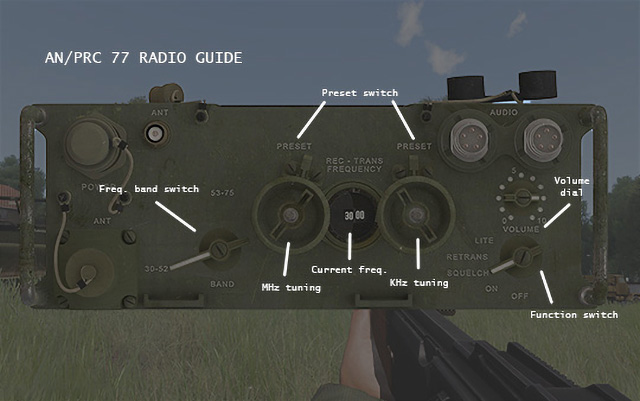 AN/PRC 77 RADIO GUIDE
Preset switch
ANT
AUDIO
PRESET
PRESET
REC - TRANS
FREQUENCY
5
Freq. band switch
53-75
Volume
dial
ANT
30 00
0
10
VOLUME
LITE
RETRANS
SQUELCH
30-52
Current freq.
BAND
MHz tuning
KHz tuning
ON
OFF
Function switch